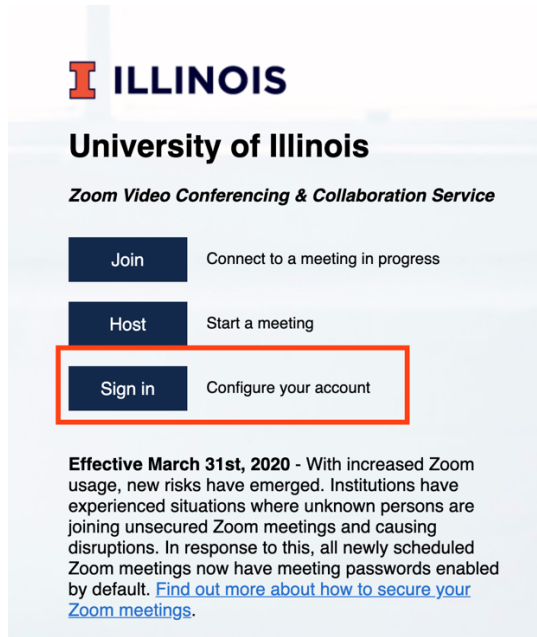 ILLINOIS
University of Illinois
Zoom Video Conferencing & Collaboration Service
Join Connect to a meeting in progress
Host Start a meeting
Sign in Configure your account
Effective March 31st, 2020 - With increased Zoom
usage, new risks have emerged. Institutions have
experienced situations where unknown persons are
joining unsecured Zoom meetings and causing
disruptions. In response to this, all newly scheduled
Zoom meetings now have meeting passwords enabled
by default. Find out more about how to secure your
Zoom meetings.